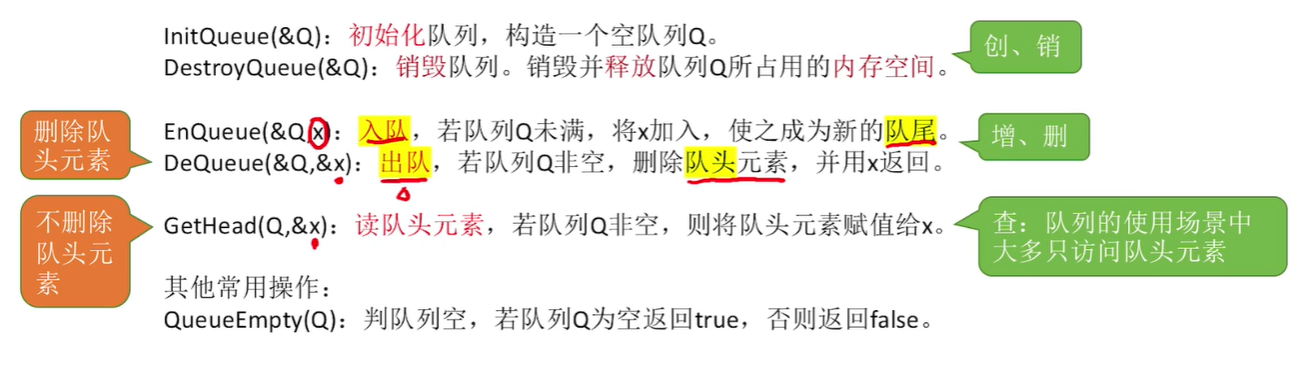 InitQueue(&Q)：初始化队列，构造一个空队列Q。
DestroyQueue(&Q)：销毁队列。销毁并释放队列Q所占用的内存空间。
创、销
删除队
头元素
EnQueue(&Q,x)：入队，若队列Q未满，将x加入，使之成为新的队尾。
DeQueue(&Q,&x)：出队，若队列Q非空，删除队头元素，并用x返回。
增、删
不删除
队头元
素
GetHead(Q,&x)：读队头元素，若队列Q非空，则将队头元素赋值给x。
查：队列的使用场景中
大多只访问队头元素
其他常用操作：
QueueEmpty(Q)：判队列空，若队列Q为空返回true，否则返回false。